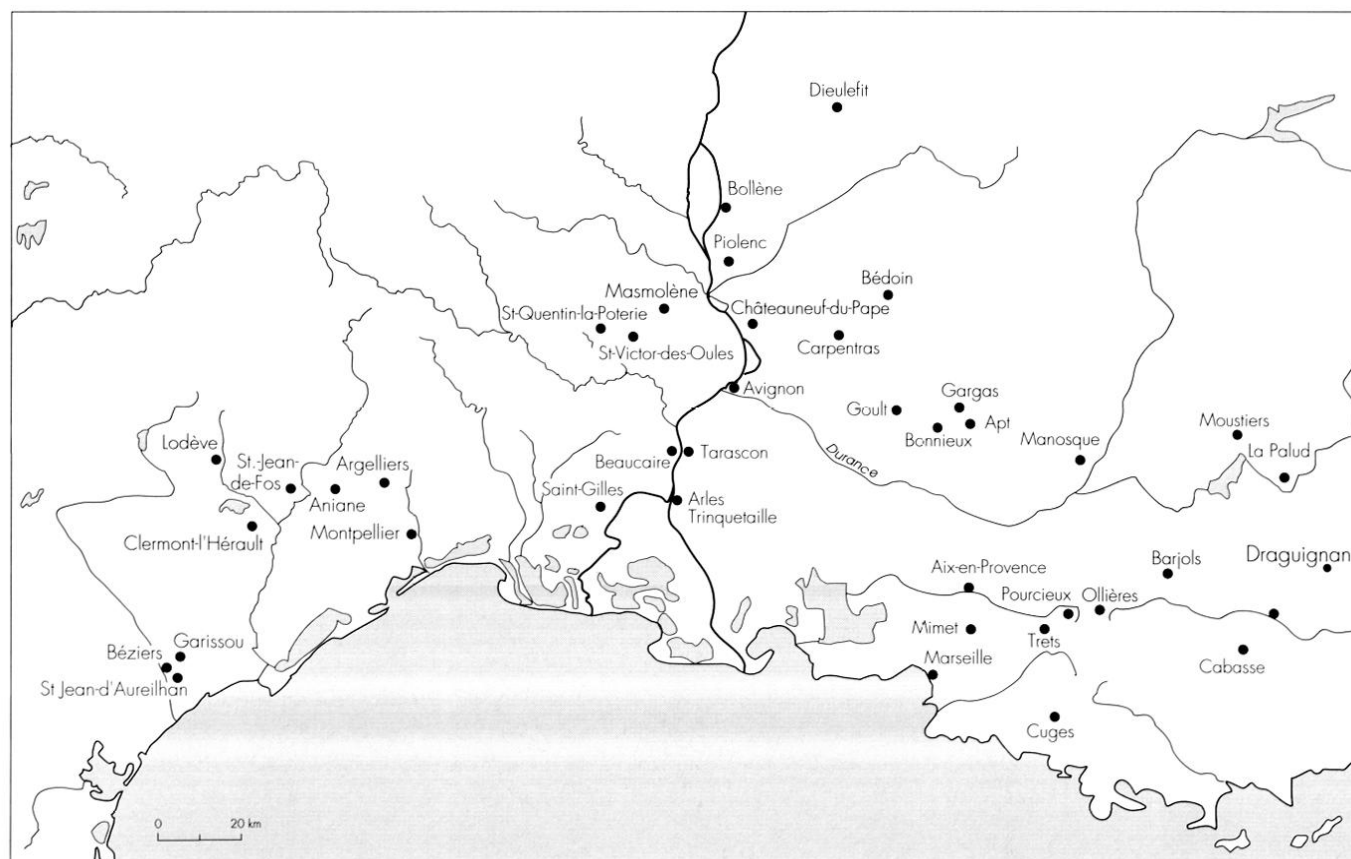 Dieulefit
Bollène
Piolenc
Bédoin
Masmolène
Châteauneuf-du-Pape
St-Quentin-la-Poterie
St-Victor-des-Oules
Carpentras
Avignon
Gargas
Goult
Apt
Bonnieux
Moustiers
Manosque
La Palud
Durance
Lodève
St.-Jean-
de-Fos
Argelliers
Aniane
Beaucaire
Tarascon
Saint-Gilles
Arles
Trinquetaille
Clermont-l'Hérault
Montpellier
Aix-en-Provence
Barjols
Draguignan
Pourcieux
Ollières
Mimet
Trets
Marseille
Cabasse
Cuges
Garissou
Béziers
St Jean-d'Aureilhan
0
20 km